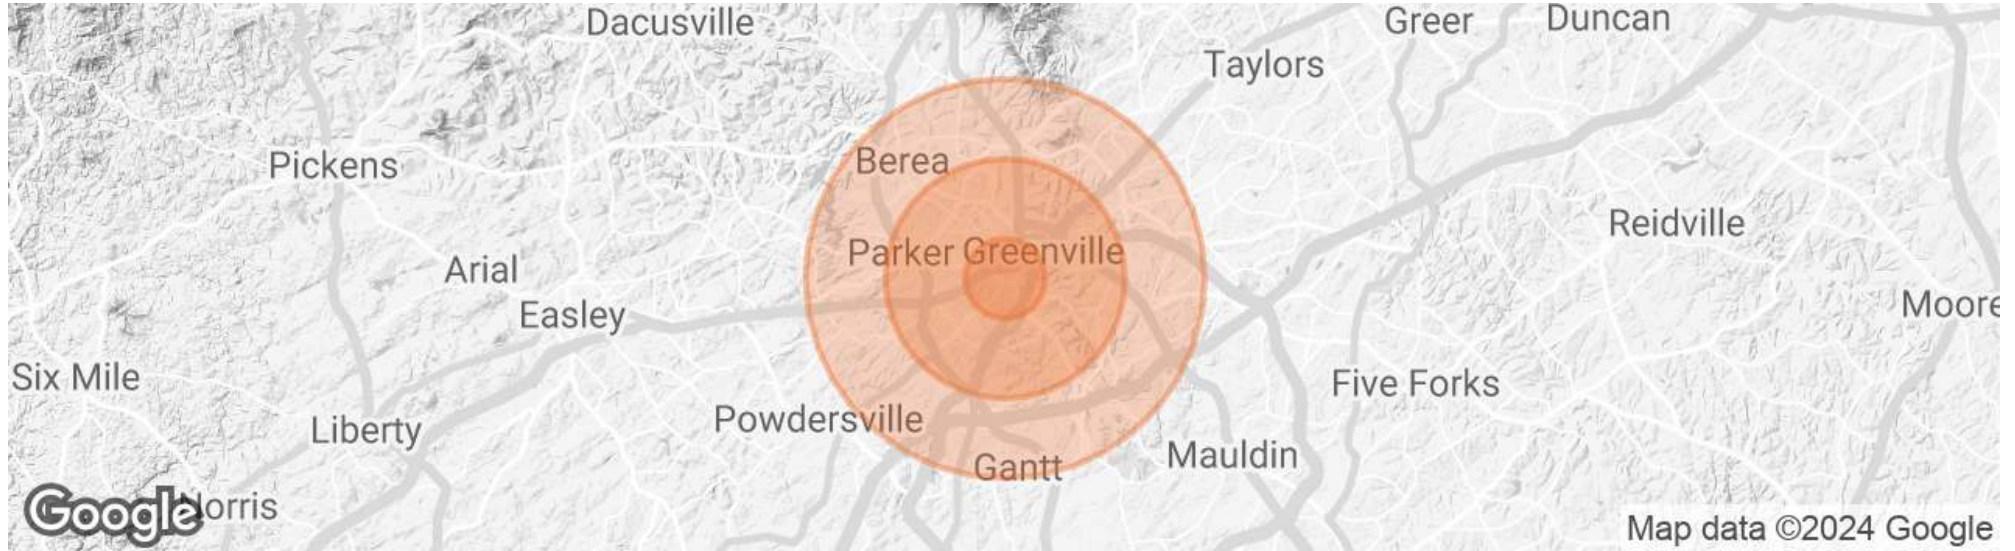 Dacusville
Greer
Duncan
Taylors
Pickens
Berea
Reidville
Parker
Greenville
Arial
Easley
Moore
Six Mile
Five Forks
Powdersville
Liberty
Mauldin
Gantt
Norris
Google
Map data ©2024 Google